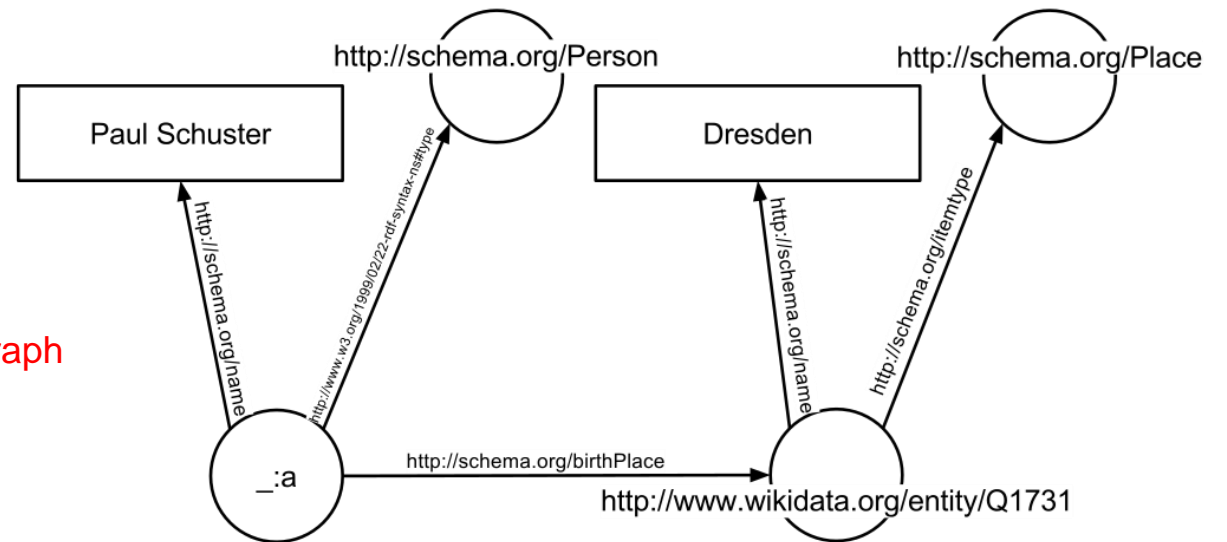 http://schema.org/Person
http://schema.org/Place
Paul Schuster
Dresden
http://schema.org/name
http://www.w3.org/1999/02/22-rdf-syntax-ns#type
http://schema.org/name
http://schema.org/itemtype
raph
_:a
http://schema.org/birthPlace
http://www.wikidata.org/entity/Q1731